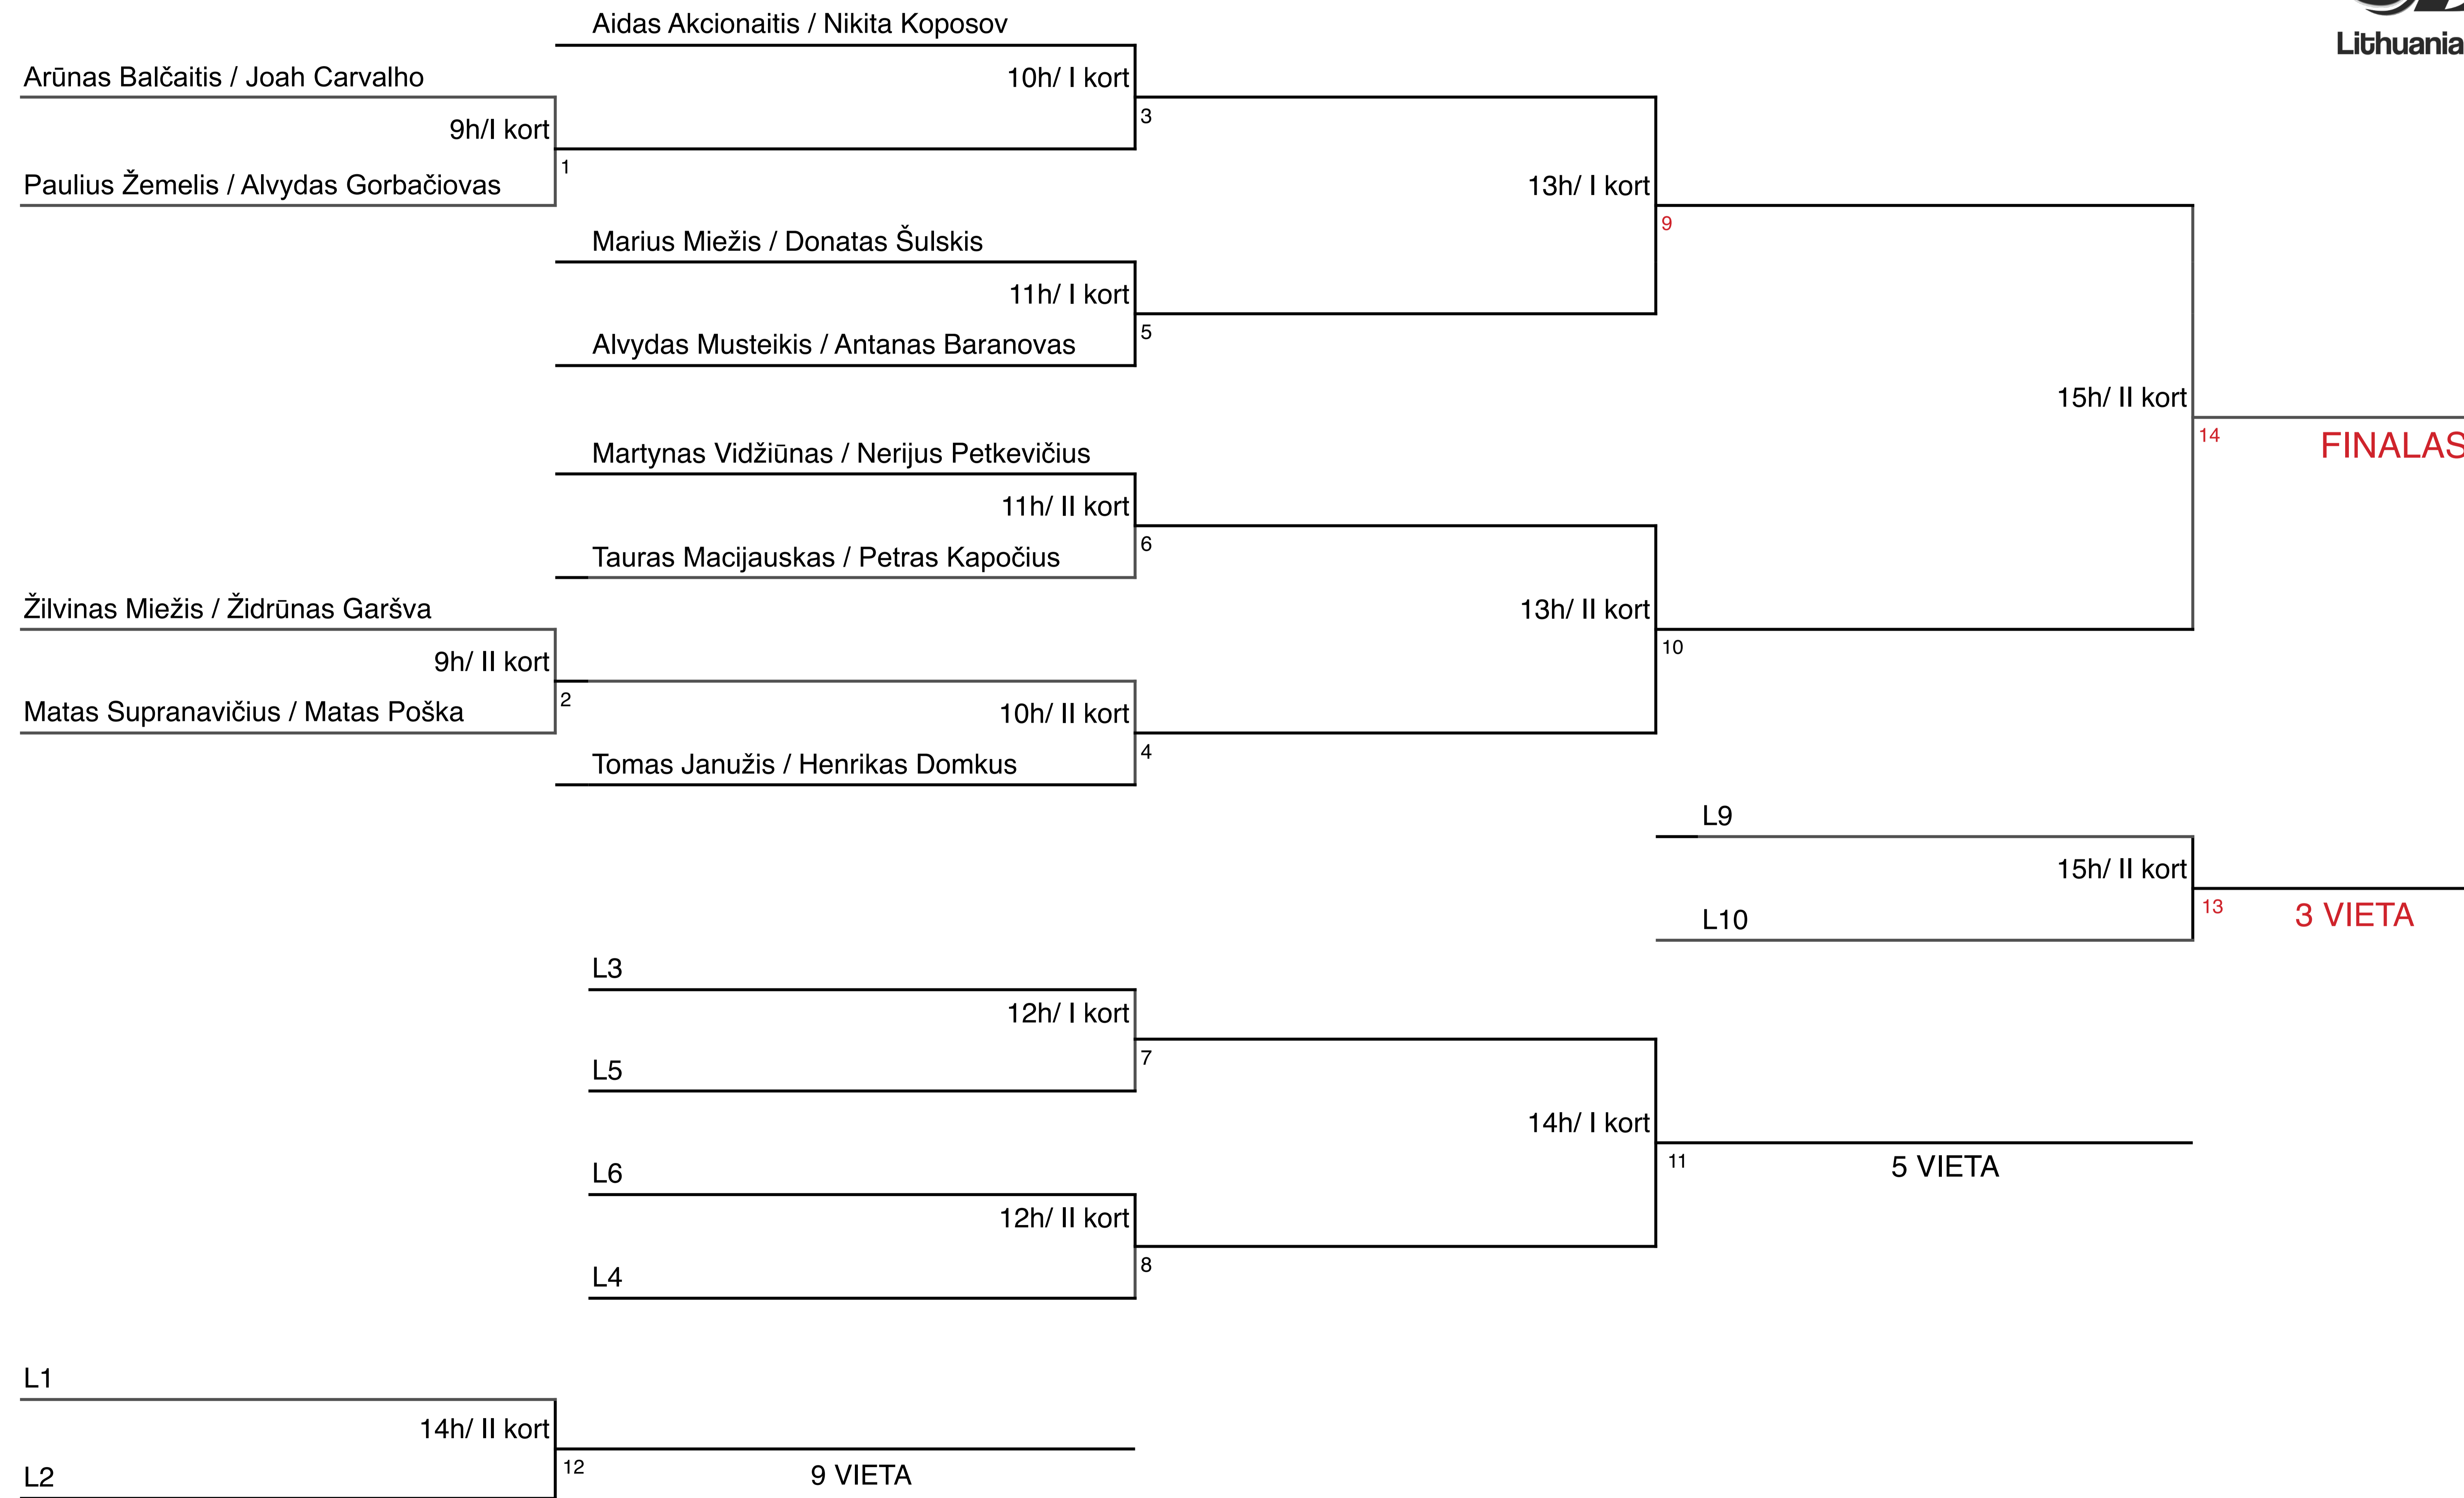 Aidas Akcionaitis / Nikita Koposov
Lithuania
Arūnas Balčaitis / Joah Carvalho
10h/ I kort
3
9h/I kort
1
Paulius Žemelis / Alvydas Gorbačiovas
13h/ I kort
9
Marius Miežis / Donatas Šulskis
11h/ I kort
5
Alvydas Musteikis / Antanas Baranovas
15h/ II kort
14
FINALAS
Martynas Vidžiūnas / Nerijus Petkevičius
11h/ II kort
6
Tauras Macijauskas / Petras Kapočius
Žilvinas Miežis / Židrūnas Garšva
13h/ II kort
10
9h/ II kort
2
Matas Supranavičius / Matas Poška
10h/ II kort
4
Tomas Janužis / Henrikas Domkus
L9
15h/ II kort
13
3 VIETA
L10
L3
12h/ I kort
7
L5
14h/ I kort
11
5 VIETA
L6
12h/ II kort
8
L4
L1
14h/ II kort
12
9 VIETA
L2